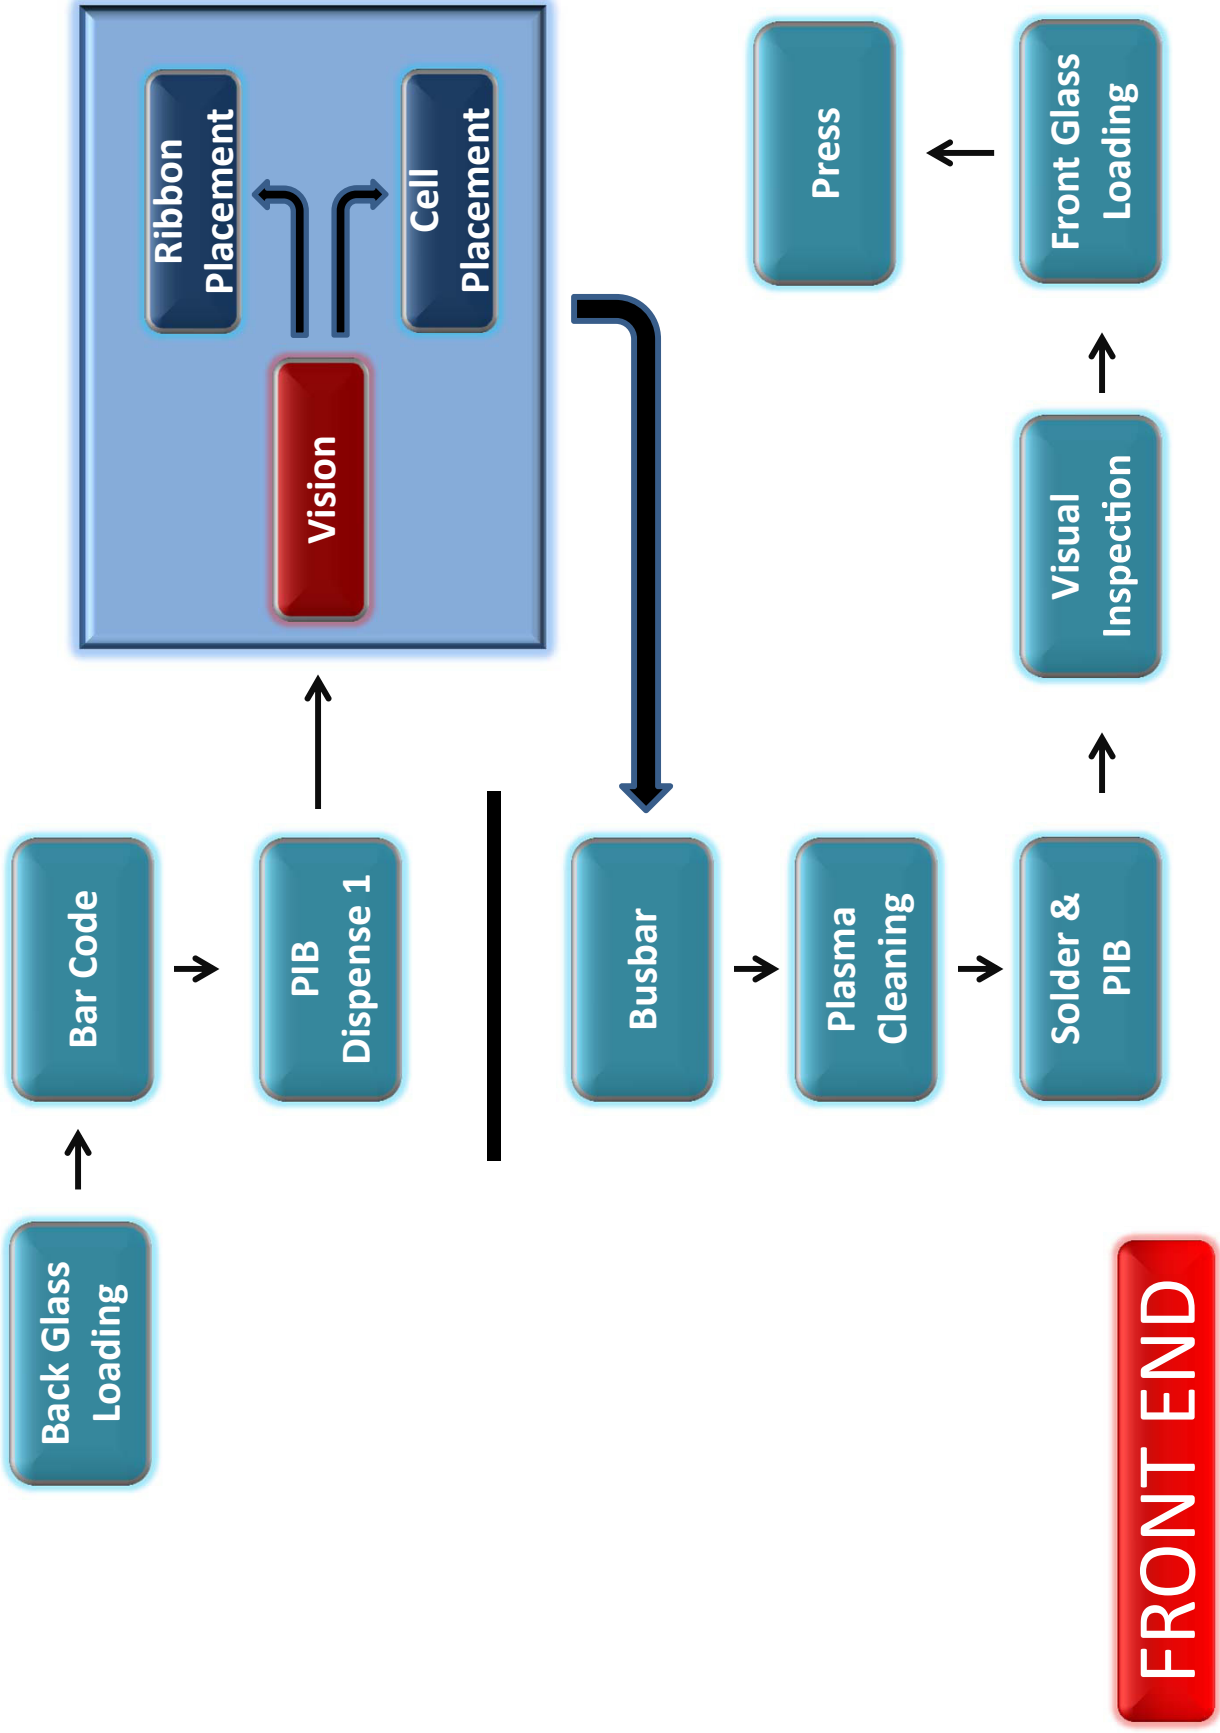 Back Glass
Loading
Bar Code
PIB
Dispense 1
Vision
Ribbon
Placement
Cell
Placement
Busbar
Plasma
Cleaning
Solder &
PIB
Visual
Inspection
Front Glass
Loading
Press
FRONT END